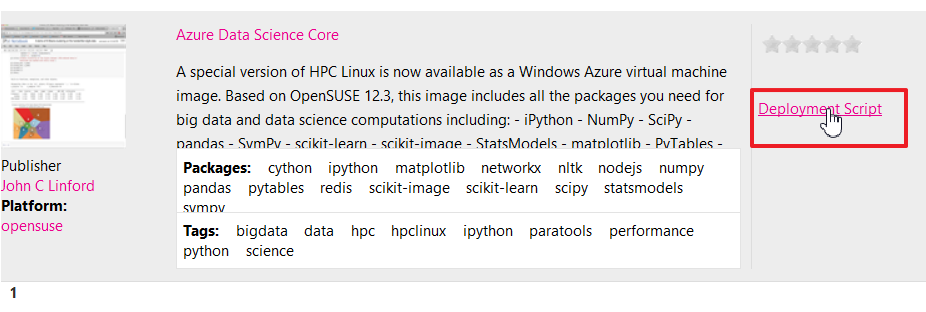 Azure Data Science Core
A special version of HPC Linux is now available as a Windows Azure virtual machine
image. Based on OpenSUSE 12.3, this image includes all the packages you need for
big data and data science computations including: - iPython - NumPy - SciPy -
pandas - SymPy - scikit-learn - scikit-image - StatsModels - matplotlib - PyTables -
Packages: cython ipython matplotlib networkx nltk nodejs numpy
pandas pytables redis scikit-image scikit-learn scipy statsmodels
sympy
Tags: bigdata data hpc hpclinux ipython paratools performance
python science
Publisher
John C Linford
Platform:
opensuse
Deployment Script
1